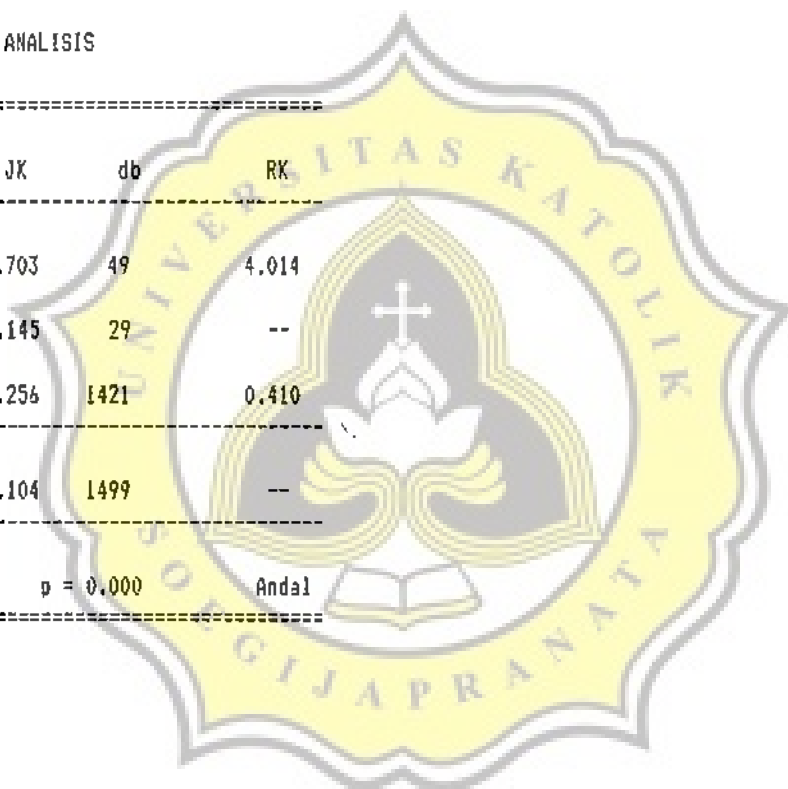 ANALISIS
JK db RK
.703 49 4.014
.145 29 --
.256 1421 0.410
.104 1499 --
p = 0.000 Andal
UNIVERSITAS KATOLIK
SOEGIJAPRANATA